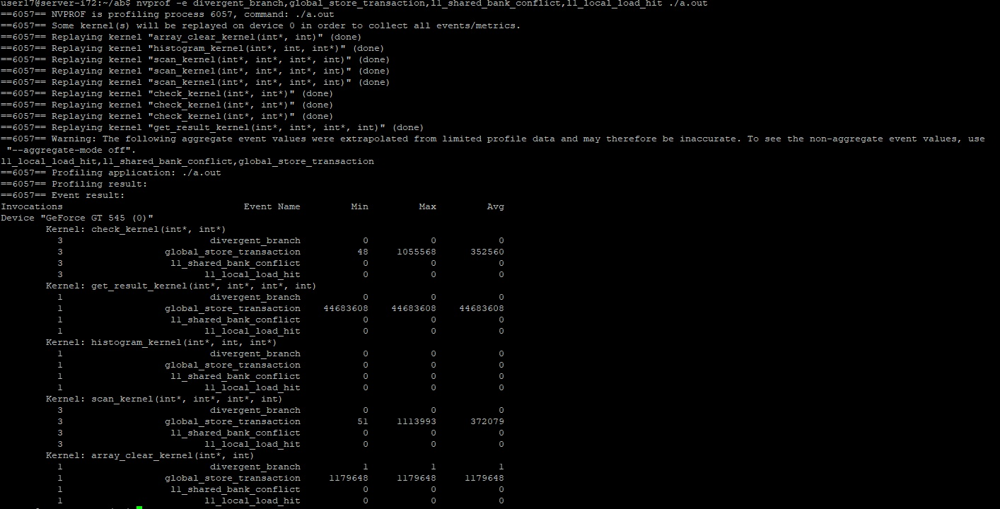 user17@server-i72:~/ab$ nvprof -e divergent_branch,global_store_transaction,l1_shared_bank_conflict,l1_local_load_hit ./a.out
==6057== NVPROF is profiling process 6057, command: ./a.out
==6057== Some kernel(s) will be replayed on device 0 in order to collect all events/metrics.
==6057== Replaying kernel "array_clear_kernel(int*, int)" (done)
==6057== Replaying kernel "histogram_kernel(int*, int, int*)" (done)
==6057== Replaying kernel "scan_kernel(int*, int*, int*, int)" (done)
==6057== Replaying kernel "scan_kernel(int*, int*, int*, int)" (done)
==6057== Replaying kernel "scan_kernel(int*, int*, int*, int)" (done)
==6057== Replaying kernel "check_kernel(int*, int*)" (done)
==6057== Replaying kernel "check_kernel(int*, int*)" (done)
==6057== Replaying kernel "check_kernel(int*, int*)" (done)
==6057== Replaying kernel "get_result_kernel(int*, int*, int*, int)" (done)
==6057== Warning: The following aggregate event values were extrapolated from limited profile data and may therefore be inaccurate. To see the non-aggregate event values, use
"--aggregate-mode off".
l1_local_load_hit,l1_shared_bank_conflict,global_store_transaction
==6057== Profiling application: ./a.out
==6057== Profiling result:
==6057== Event result:
Invocations Event Name Min Max Avg
Device "GeForce GT 545 (0)"
Kernel: check_kernel(int*, int*)
3 divergent_branch 0 0 0
3 global_store_transaction 48 1055568 352560
3 l1_shared_bank_conflict 0 0 0
3 l1_local_load_hit 0 0 0
Kernel: get_result_kernel(int*, int*, int*, int)
1 divergent_branch 0 0 0
1 global_store_transaction 44683608 44683608 44683608
1 l1_shared_bank_conflict 0 0 0
1 l1_local_load_hit 0 0 0
Kernel: histogram_kernel(int*, int, int*)
1 divergent_branch 0 0 0
1 global_store_transaction 0 0 0
1 l1_shared_bank_conflict 0 0 0
1 l1_local_load_hit 0 0 0
Kernel: scan_kernel(int*, int*, int*, int)
3 divergent_branch 0 0 0
3 global_store_transaction 51 1113993 372079
3 l1_shared_bank_conflict 0 0 0
3 l1_local_load_hit 0 0 0
Kernel: array_clear_kernel(int*, int)
1 divergent_branch 1 1 1
1 global_store_transaction 1179648 1179648 1179648
1 l1_shared_bank_conflict 0 0 0
1 l1_local_load_hit 0 0 0